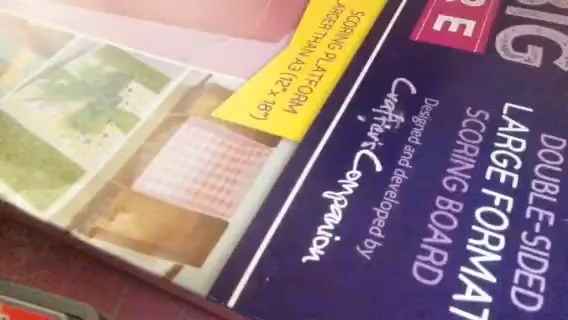 BIG
RE
DOUBLE-SIDED
LARGE FORMAT
SCORING BOARD
Designed and developed by
Crafter's Companion
SCORING PLATFORM
LARGER THAN A3 (12" x 18")